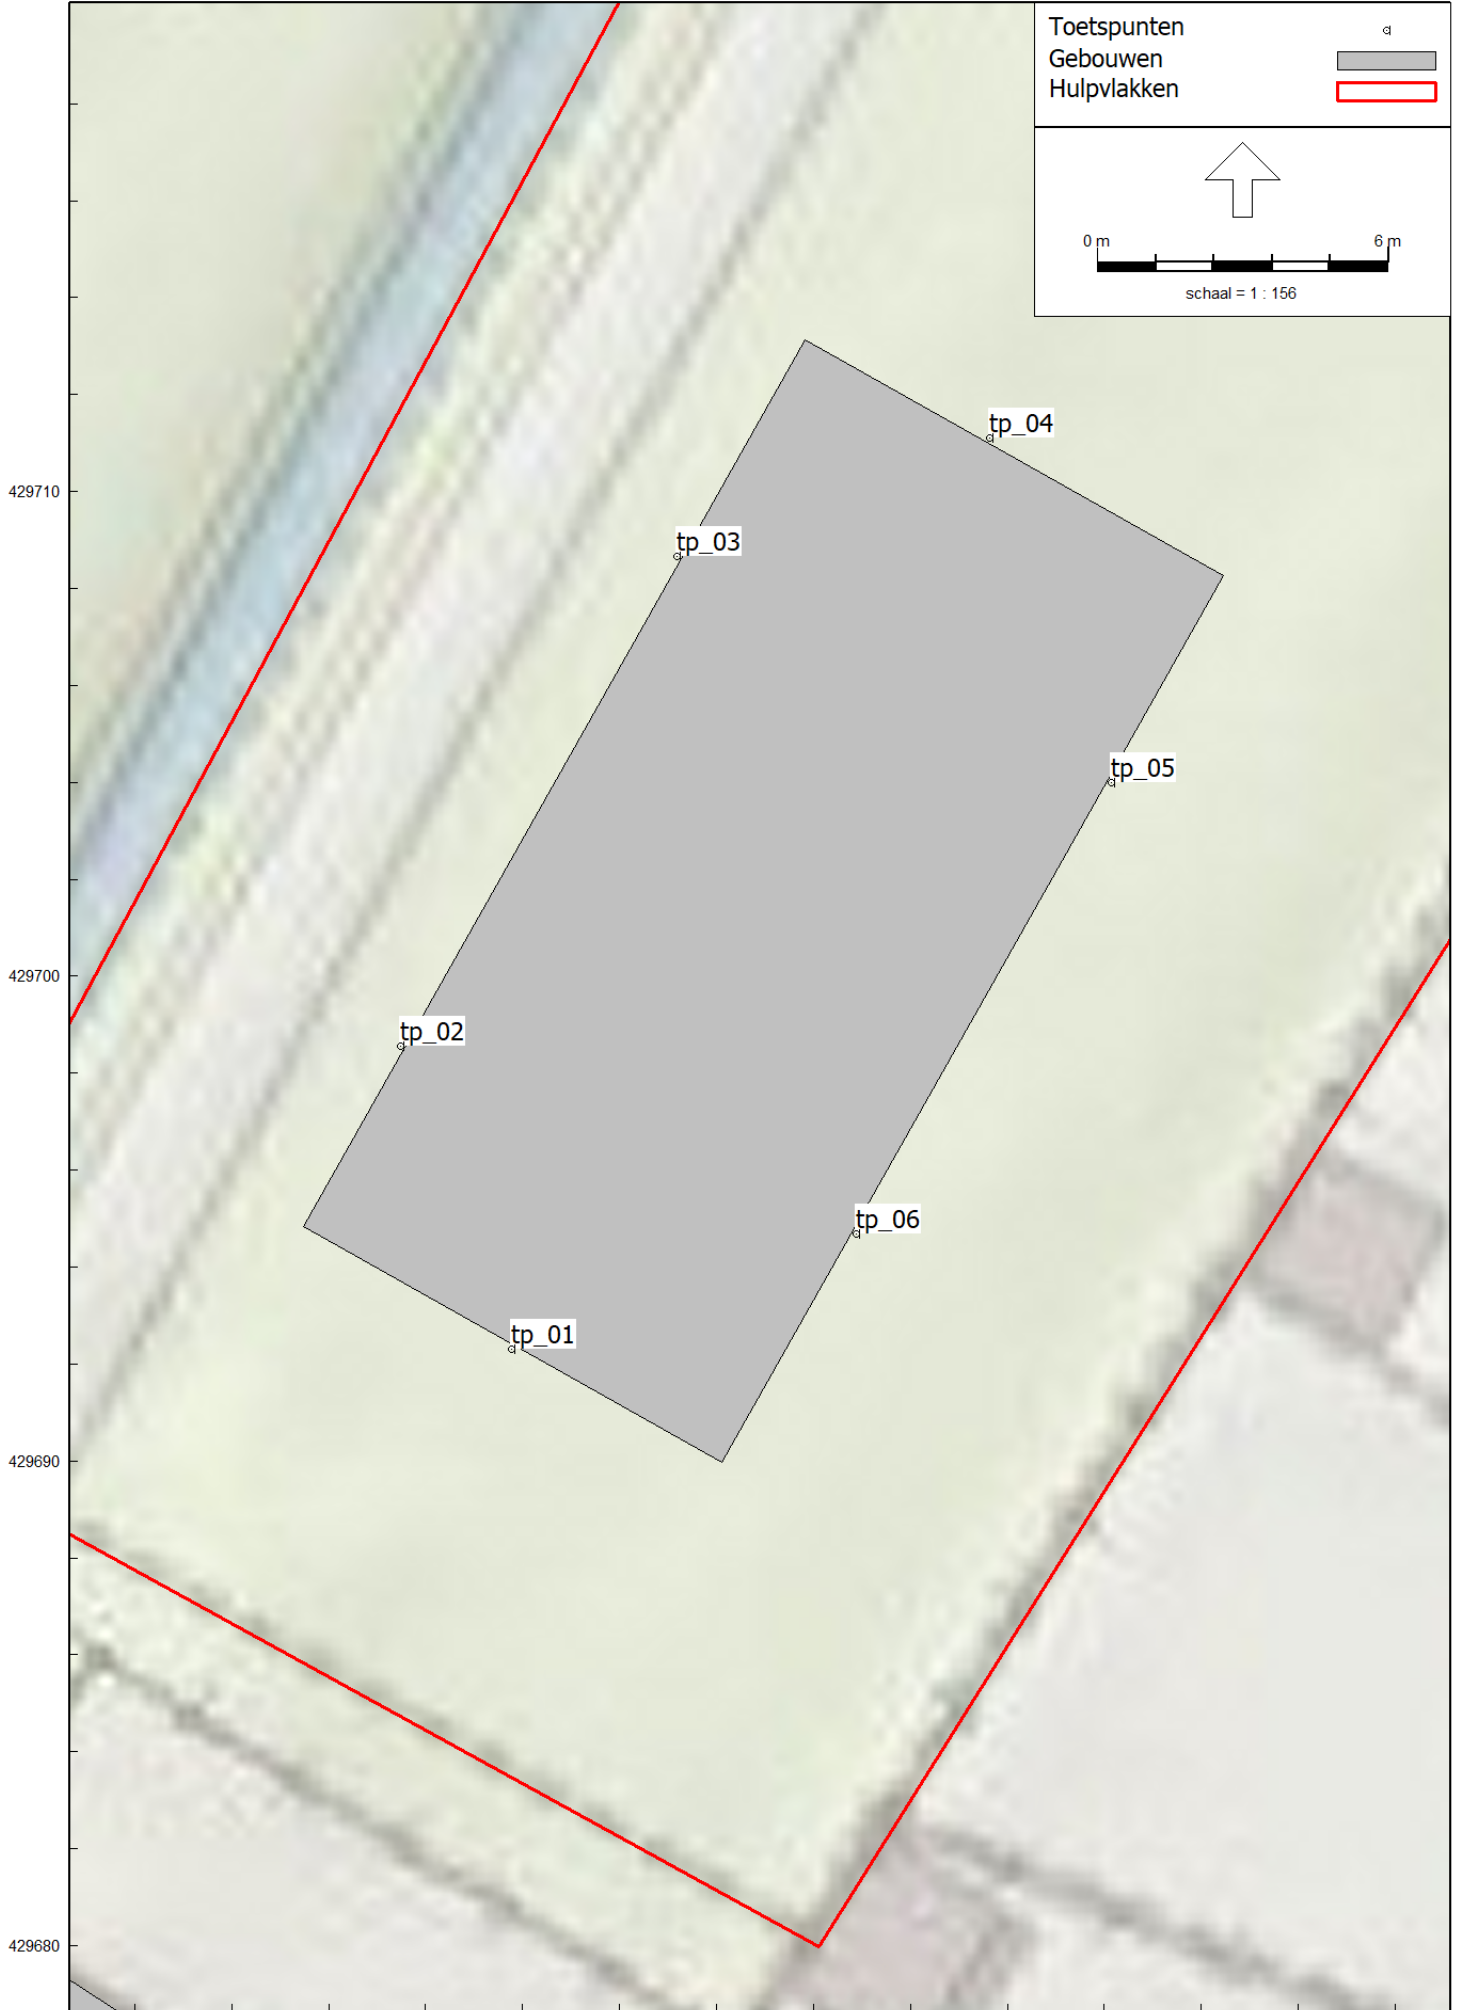 Toetspunten
Gebouwen
Hulpvlakken
0 m 6 m
schaal = 1 : 156
tp_04
429710
tp_03
tp_05
429700
tp_02
tp_06
tp_01
429690
429680